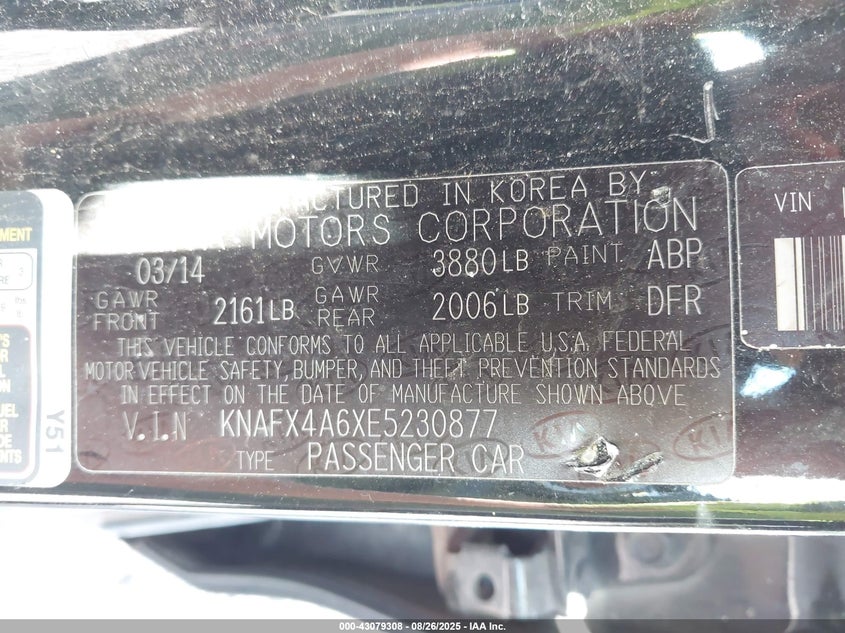 CTURED IN KOREA BY
MOTORS CORPORATION
03/14 GVWR 3880LB PAINT ABP
GAWR FRONT 2161LB GAWR REAR 2006LB TRIM DFR
THIS VEHICLE CONFORMS TO ALL APPLICABLE U.S.A. FEDERAL
MOTOR VEHICLE SAFETY, BUMPER, AND THEFT PREVENTION STANDARDS
IN EFFECT ON THE DATE OF MANUFACTURE SHOWN ABOVE
V.I.N KNAFX4A6XE5230877
TYPE PASSENGER CAR
KIA
VIN
Y51
000-43079308 - 08/26/2025 - IAA Inc.